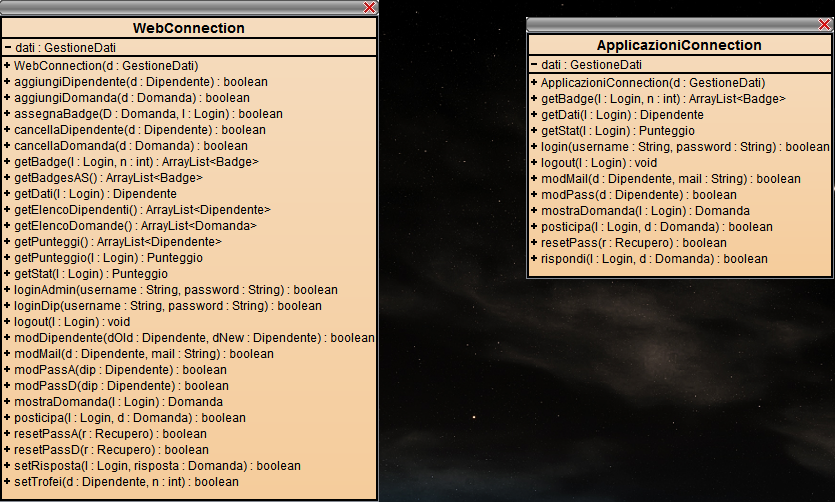 WebConnection
- dati : GestioneDati
+ WebConnection(d : GestioneDati)
+ aggiungiDipendente(d : Dipendente) : boolean
+ aggiungiDomanda(d : Domanda) : boolean
+ assegnaBadge(D : Domanda, l : Login) : boolean
+ cancellaDipendente(d : Dipendente) : boolean
+ cancellaDomanda(d : Domanda) : boolean
+ getBadge(l : Login, n : int) : ArrayList<Badge>
+ getBadgesAS() : ArrayList<Badge>
+ getDati(l : Login) : Dipendente
+ getElencoDipendenti() : ArrayList<Dipendente>
+ getElencoDomande() : ArrayList<Domanda>
+ getPunteggi() : ArrayList<Dipendente>
+ getPunteggio(l : Login) : Punteggio
+ getStat(l : Login) : Punteggio
+ loginAdmin(username : String, password : String) : boolean
+ loginDip(username : String, password : String) : boolean
+ logout(l : Login) : void
+ modDipendente(dOld : Dipendente, dNew : Dipendente) : boolean
+ modMail(d : Dipendente, mail : String) : boolean
+ modPassA(dip : Dipendente) : boolean
+ modPassD(dip : Dipendente) : boolean
+ mostraDomanda(l : Login) : Domanda
+ posticipa(l : Login, d : Domanda) : boolean
+ resetPassA(r : Recupero) : boolean
+ resetPassD(r : Recupero) : boolean
+ setRisposta(l : Login, risposta : Domanda) : boolean
+ setTrofei(d : Dipendente, n : int) : boolean
ApplicazioniConnection
- dati : GestioneDati
+ ApplicazioniConnection(d : GestioneDati)
+ getBadge(l : Login, n : int) : ArrayList<Badge>
+ getDati(l : Login) : Dipendente
+ getStat(l : Login) : Punteggio
+ login(username : String, password : String) : boolean
+ logout(l : Login) : void
+ modMail(d : Dipendente, mail : String) : boolean
+ modPass(d : Dipendente) : boolean
+ mostraDomanda(l : Login) : Domanda
+ posticipa(l : Login, d : Domanda) : boolean
+ resetPass(r : Recupero) : boolean
+ rispondi(l : Login, d : Domanda) : boolean